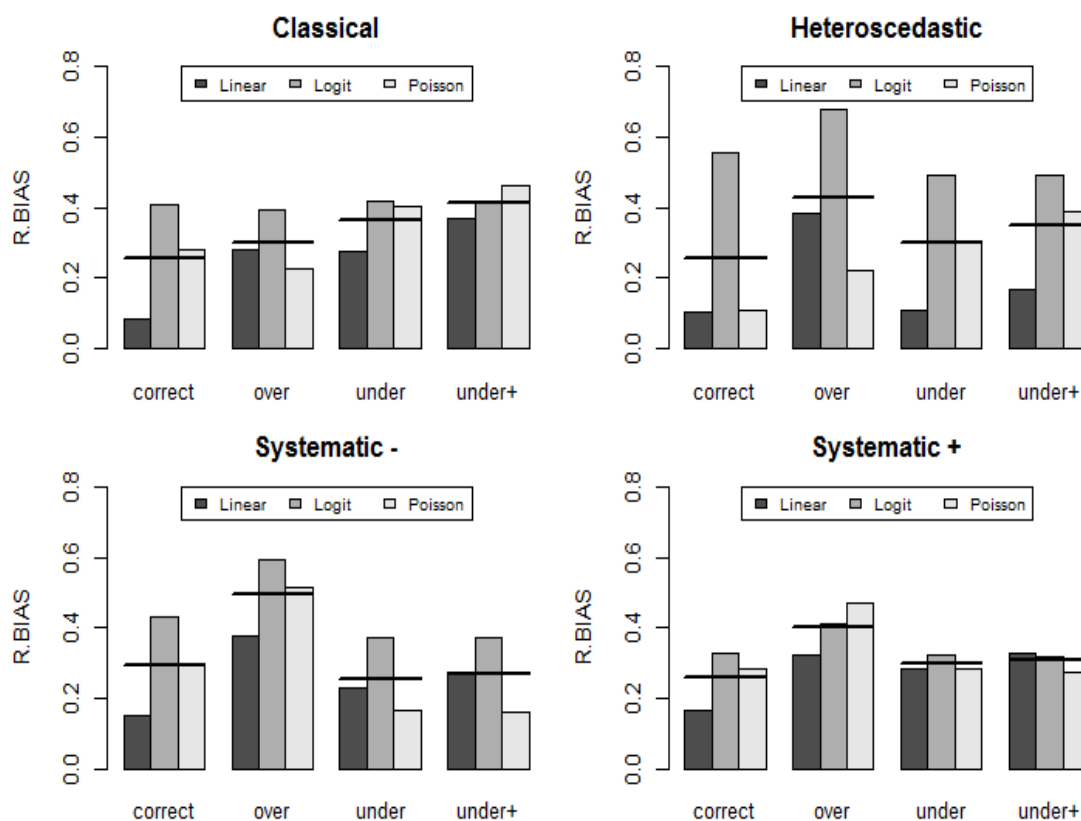 Classical
Linear Logit Poisson
R.BIAS
0.0 0.2 0.4 0.6 0.8
correct over under under+
Heteroscedastic
Linear Logit Poisson
R.BIAS
0.0 0.2 0.4 0.6 0.8
correct over under under+
Systematic -
Linear Logit Poisson
R.BIAS
0.0 0.2 0.4 0.6 0.8
correct over under under+
Systematic +
Linear Logit Poisson
R.BIAS
0.0 0.2 0.4 0.6 0.8
correct over under under+